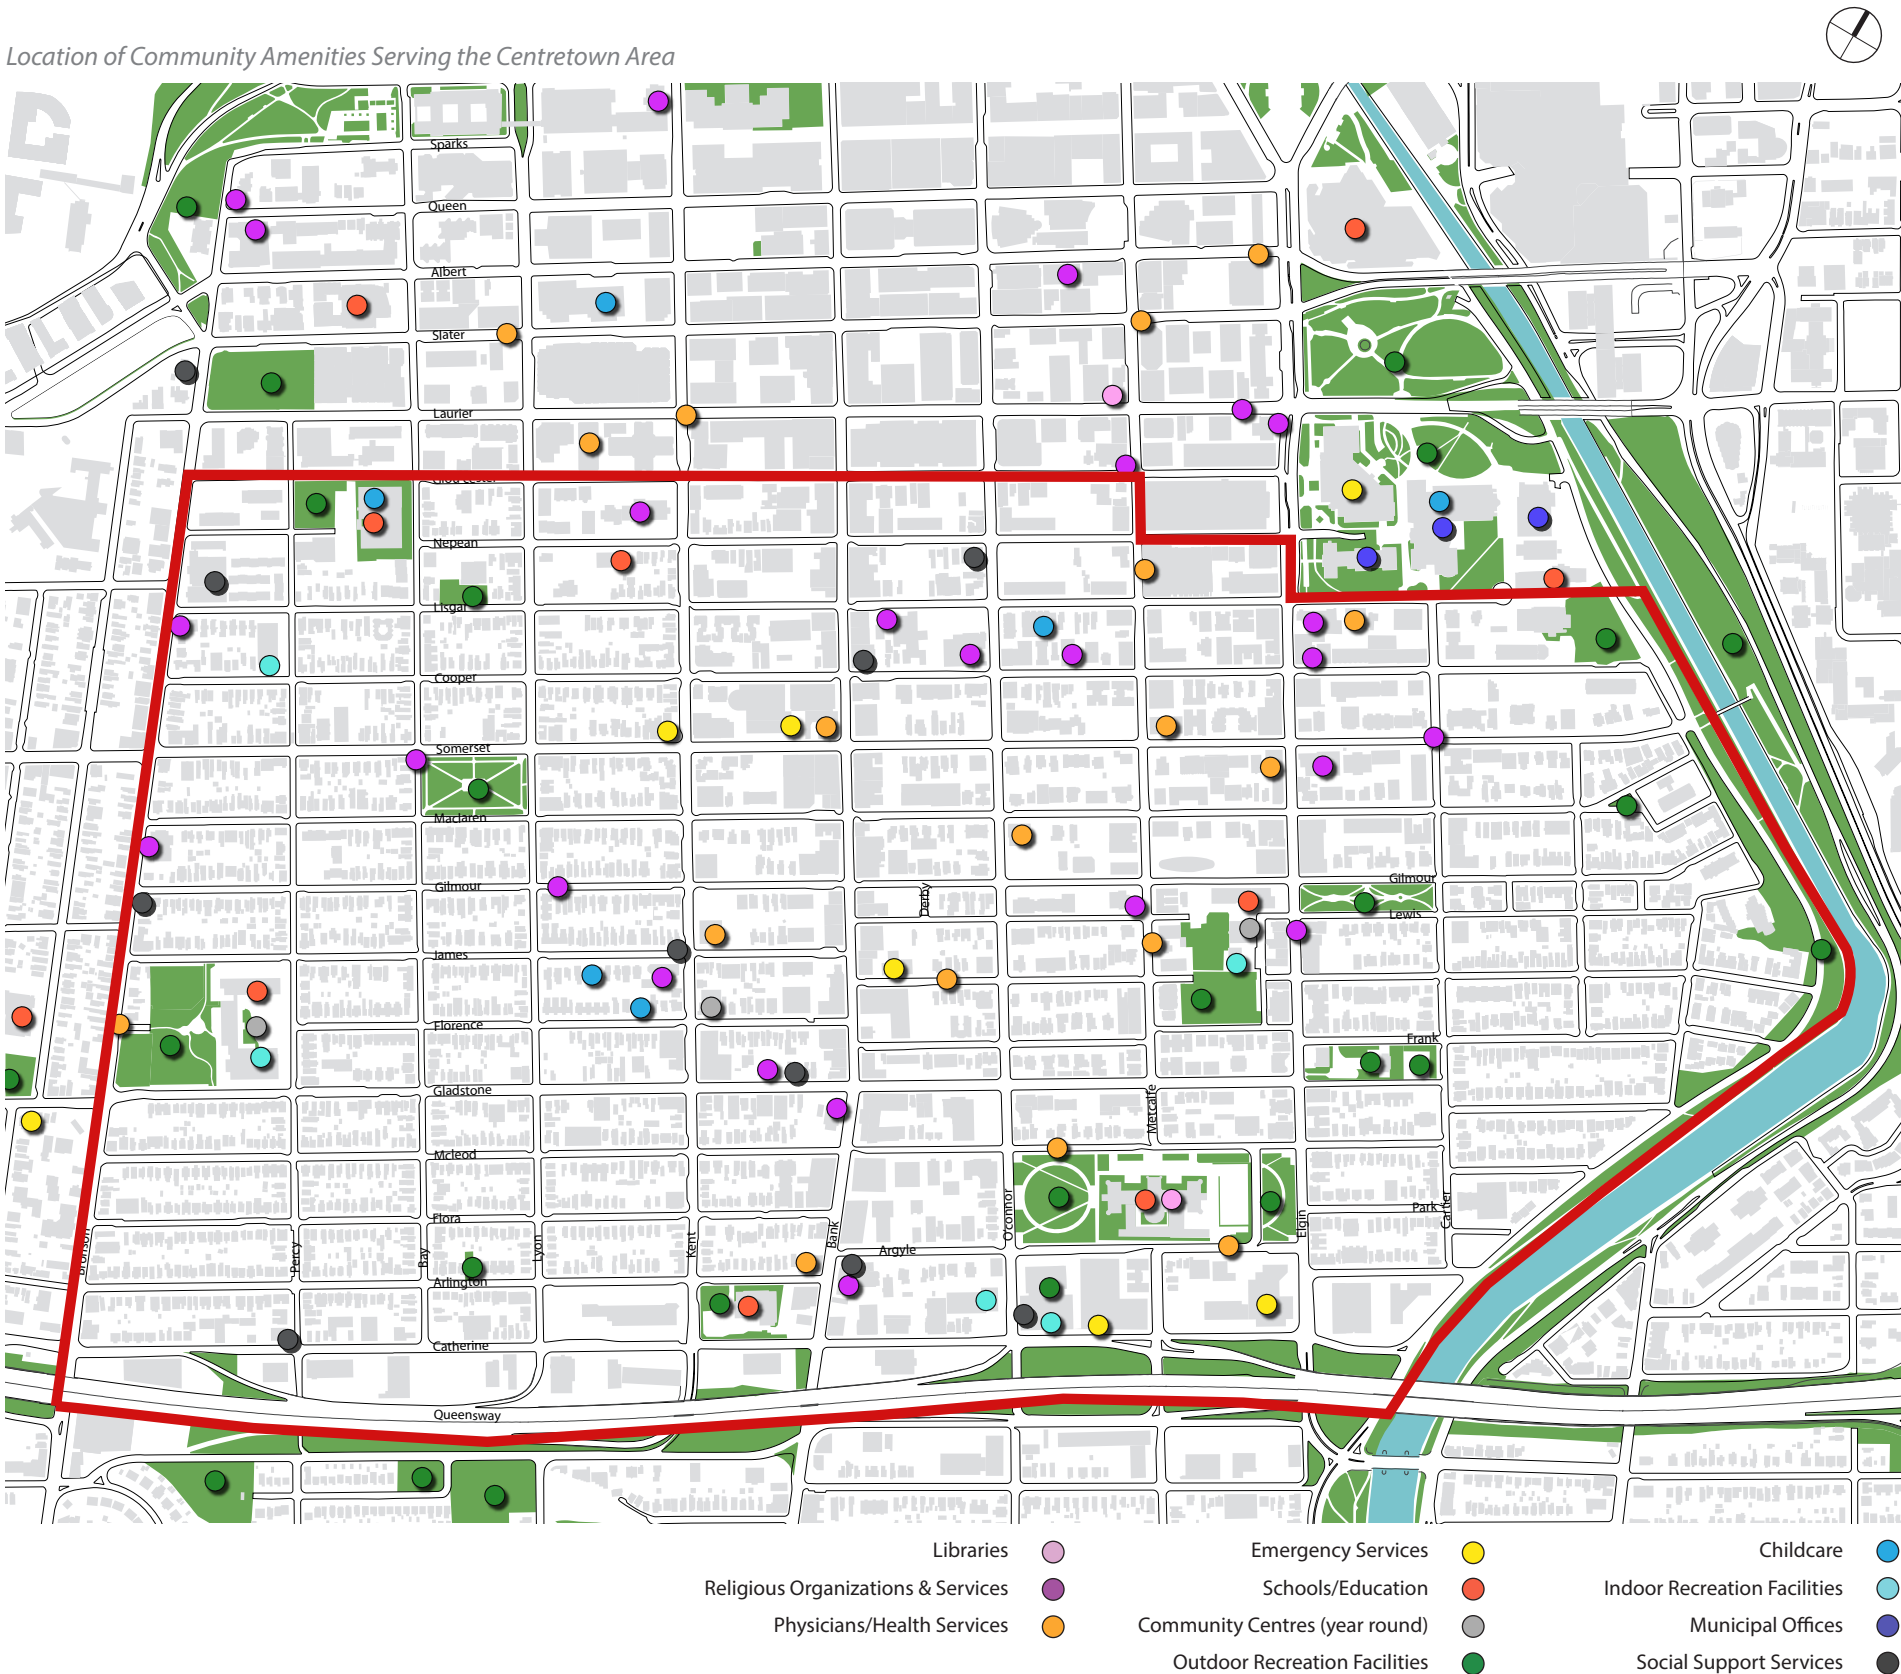 Location of Community Amenities Serving the Centretown Area
Sparks
Queen
Albert
Slater
Laurier
Nepean
Lisgar
Cooper
Somerset
Maclaren
Gilmour
Gilmour
Derby
Lewis
James
Florence
Frank
Gladstone
Metcalfe
Mcleod
O'connor
Park
Cartier
Flora
Bronson
Percy
Bay
Lyon
Kent
Bank
Argyle
Elgin
Arlington
Catherine
Queensway
Libraries
Emergency Services
Childcare
Religious Organizations & Services
Schools/Education
Indoor Recreation Facilities
Physicians/Health Services
Community Centres (year round)
Municipal Offices
Outdoor Recreation Facilities
Social Support Services